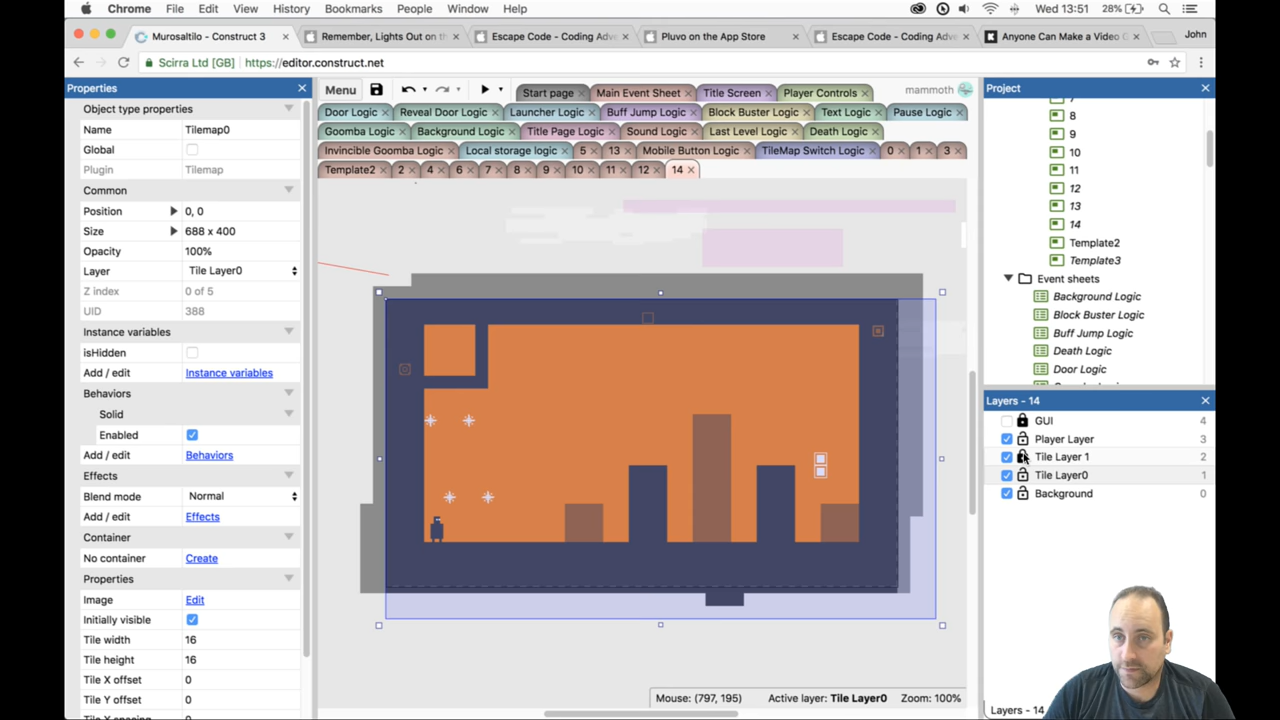 Chrome File Edit View History Bookmarks People Window Help Wed 13:51 28%
Murosaltilo - Construct 3 × Remember, Lights Out on th × Escape Code - Coding Adve × Pluvo on the App Store × Escape Code - Coding Adve × Anyone Can Make a Video G × John
Scirra Ltd [GB] https://editor.construct.net
Properties ×
Object type properties
Name Tilemap0
Global
Plugin Tilemap
Common
Position 0, 0
Size 688 x 400
Opacity 100%
Layer Tile Layer0
Z index 0 of 5
UID 388
Instance variables
isHidden
Add / edit Instance variables
Behaviors
Solid
Enabled
Add / edit Behaviors
Effects
Blend mode Normal
Add / edit Effects
Container
No container Create
Properties
Image Edit
Initially visible
Tile width 16
Tile height 16
Tile X offset 0
Tile Y offset 0
Menu Start page × Main Event Sheet × Title Screen × Player Controls × mammoth
Door Logic × Reveal Door Logic × Launcher Logic × Buff Jump Logic × Block Buster Logic × Text Logic × Pause Logic ×
Goomba Logic × Background Logic × Title Page Logic × Sound Logic × Last Level Logic × Death Logic ×
Invincible Goomba Logic × Local storage logic × 5 × 13 × Mobile Button Logic × TileMap Switch Logic × 0 × 1 × 3 ×
Template2 × 2 × 4 × 6 × 7 × 8 × 9 × 10 × 11 × 12 × 14 ×
Mouse: (797, 195) Active layer: Tile Layer0 Zoom: 100%
Project ×
7
8
9
10
11
12
13
14
Template2
Template3
Event sheets
Background Logic
Block Buster Logic
Buff Jump Logic
Death Logic
Door Logic
Layers - 14 ×
GUI 4
Player Layer 3
Tile Layer 1 2
Tile Layer0 1
Background 0
Layers - 14